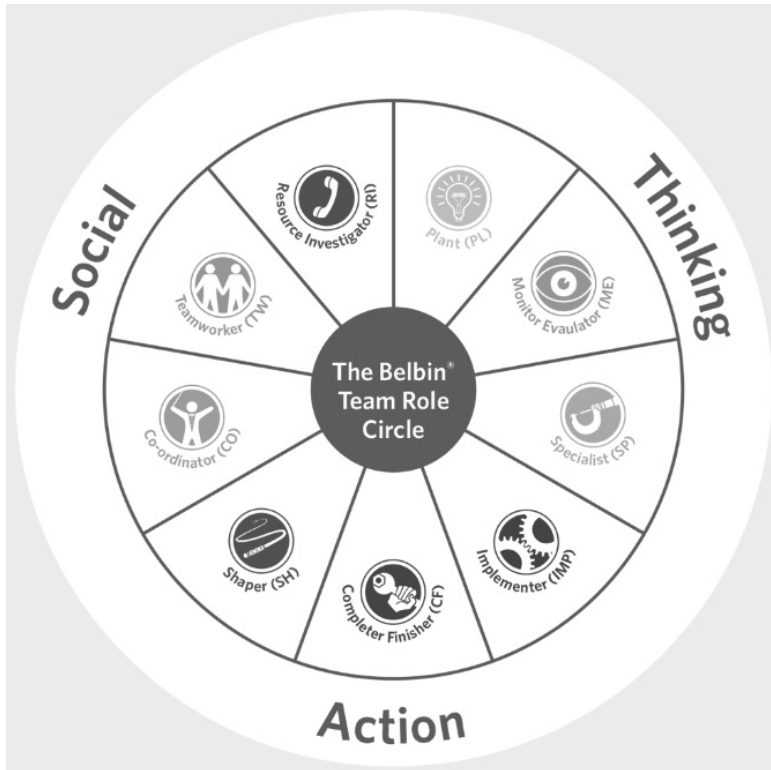 Social
Thinking
Action
The Belbin®
Team Role
Circle
Resource Investigator (RI)
Plant (PL)
Monitor Evaulator (ME)
Specialist (SP)
Implementer (IMP)
Completer Finisher (CF)
Shaper (SH)
Co-ordinator (CO)
Teamworker (TW)